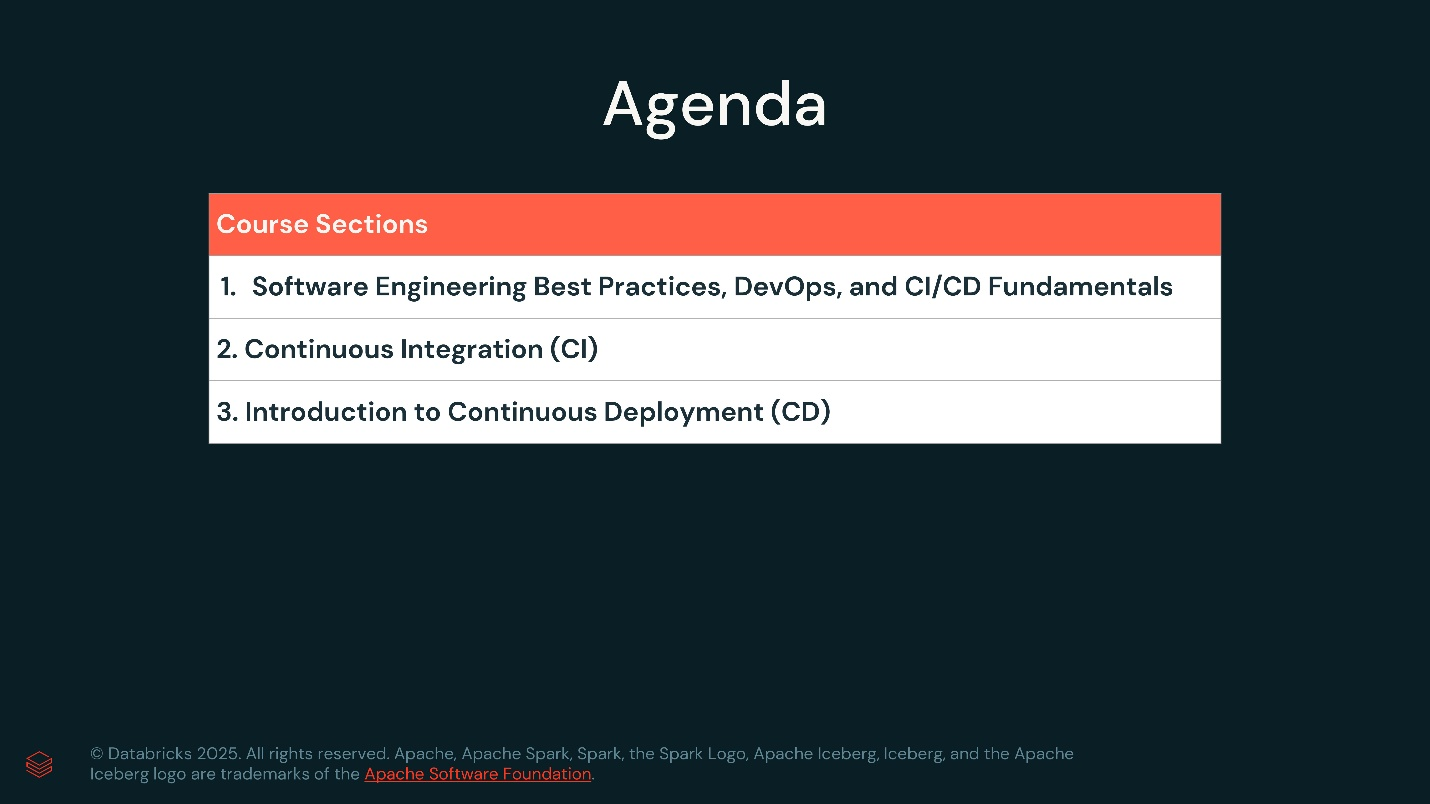 Agenda
Course Sections
1. Software Engineering Best Practices, DevOps, and CI/CD Fundamentals
2. Continuous Integration (CI)
3. Introduction to Continuous Deployment (CD)
© Databricks 2025. All rights reserved. Apache, Apache Spark, Spark, the Spark Logo, Apache Iceberg, Iceberg, and the Apache
Iceberg logo are trademarks of the Apache Software Foundation.